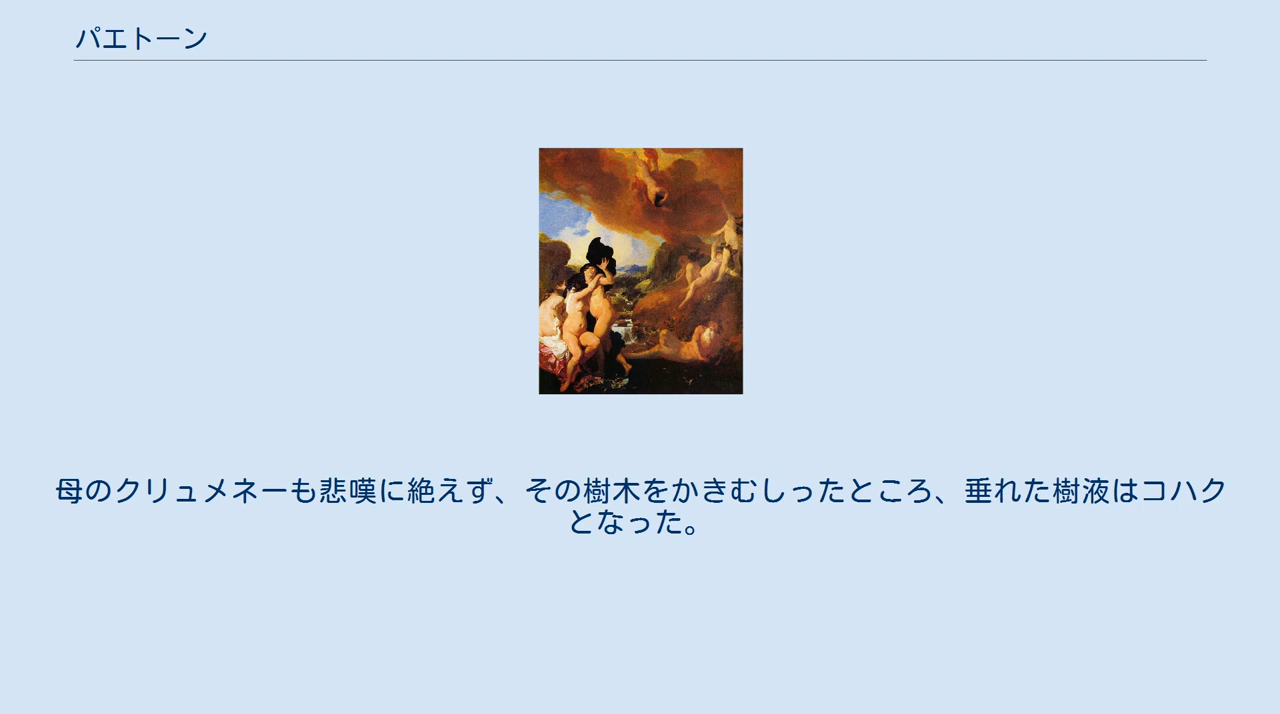 パエトーン
母のクリュメネーも悲嘆に絶えず、その樹木をかきむしったところ、垂れた樹液はコハク
となった。